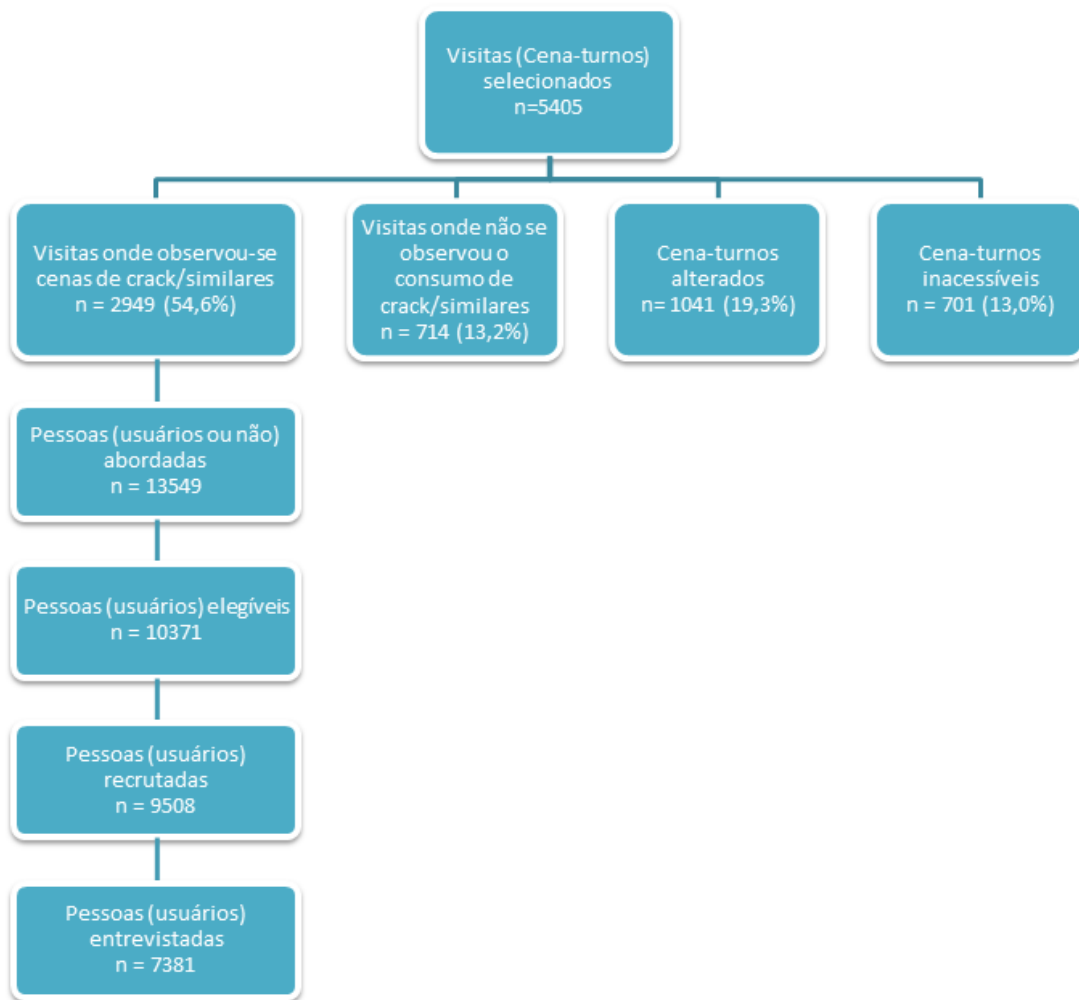 Visitas (Cena-turnos)
selecionados
n=5405
Visitas onde observou-se
cenas de crack/similares
n = 2949 (54,6%)
Visitas onde não se
observou o
consumo de
crack/similares
n = 714 (13,2%)
Cena-turnos
alterados
n= 1041 (19,3%)
Cena-turnos
inacessíveis
n = 701 (13,0%)
Pessoas (usuários ou não)
abordadas
n = 13549
Pessoas (usuários) elegíveis
n = 10371
Pessoas (usuários)
recrutadas
n = 9508
Pessoas (usuários)
entrevistadas
n = 7381